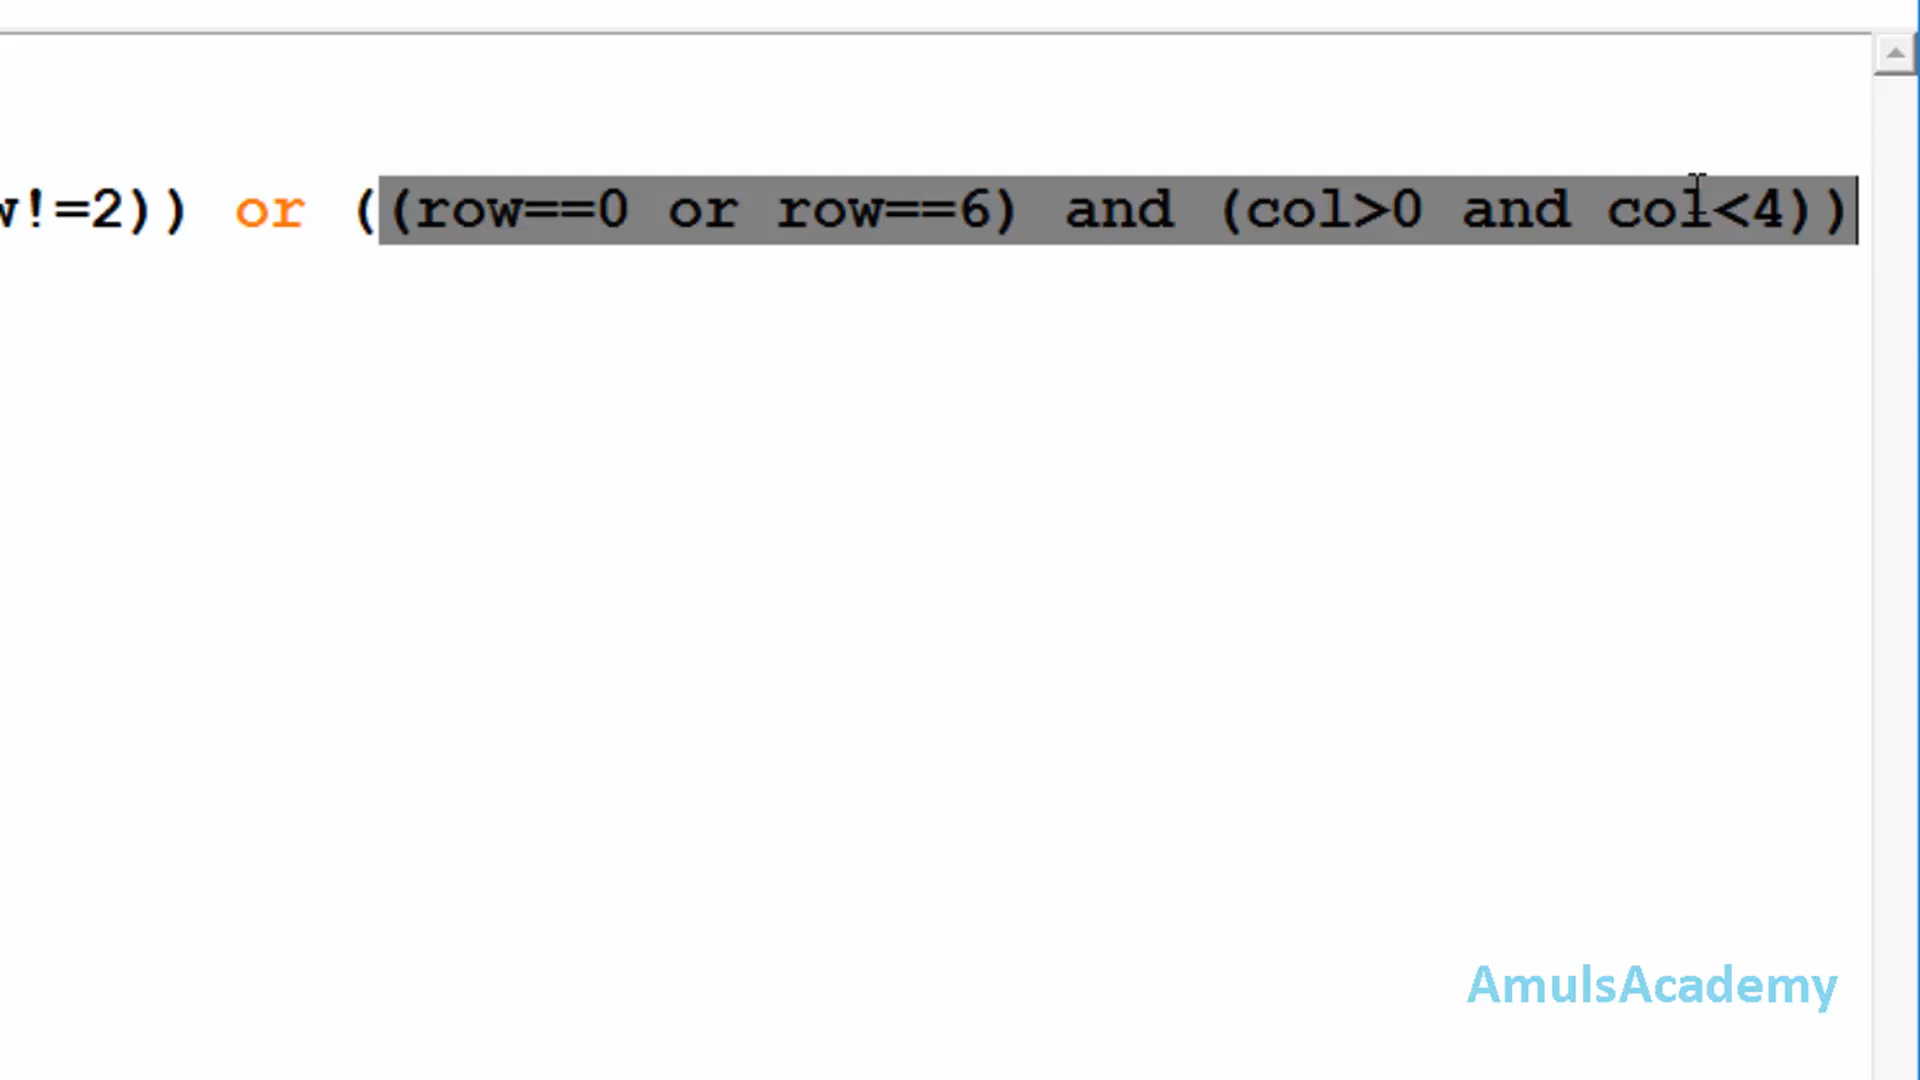 w!=2)) or ((row==0 or row==6) and (col>0 and col<4))
AmulsAcademy